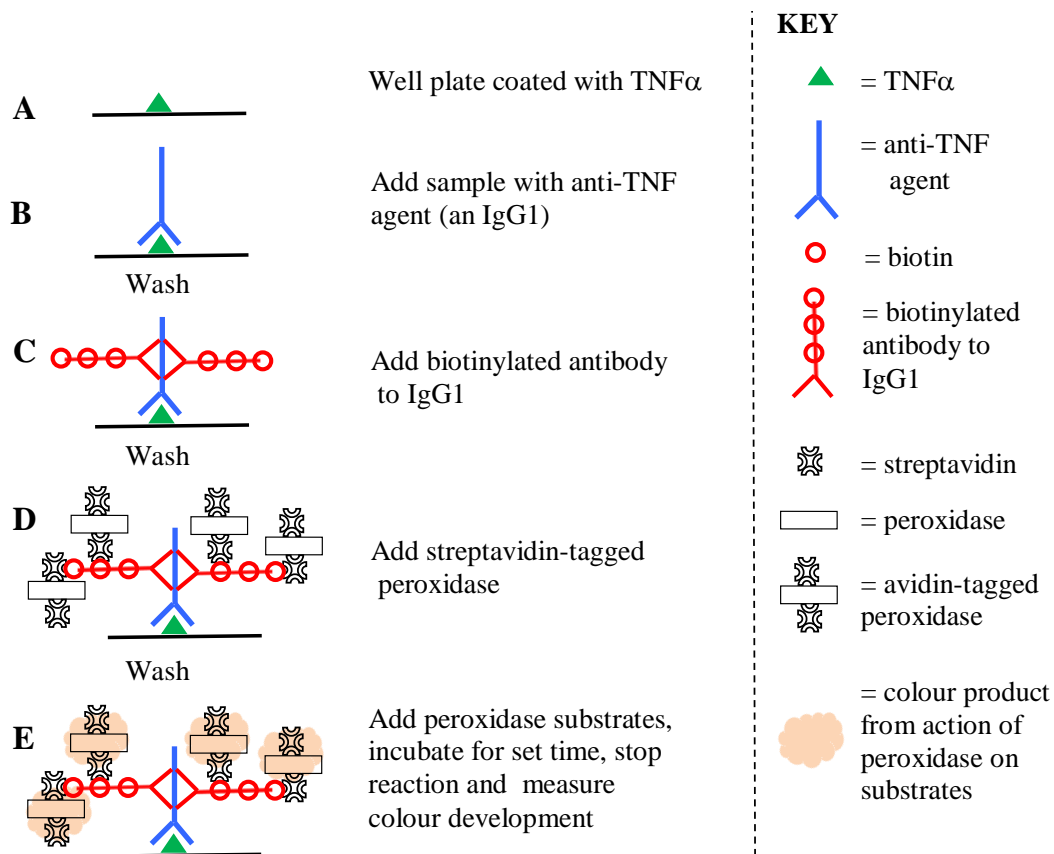 A
Well plate coated with TNFα
B
Add sample with anti-TNF
agent (an IgG1)
Wash
C
Add biotinylated antibody
to IgG1
Wash
D
Add streptavidin-tagged
peroxidase
Wash
E
Add peroxidase substrates,
incubate for set time, stop
reaction and measure
colour development
KEY
= TNFα
= anti-TNF
agent
= biotin
= biotinylated
antibody to
IgG1
= streptavidin
= peroxidase
= avidin-tagged
peroxidase
= colour product
from action of
peroxidase on
substrates